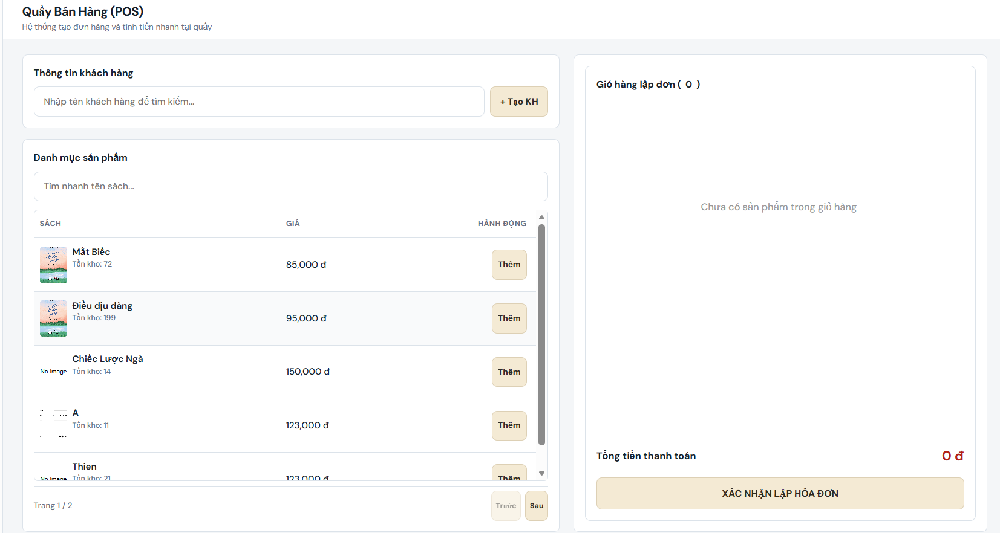 Quầy Bán Hàng (POS)
Hệ thống tạo đơn hàng và tính tiền nhanh tại quầy
Thông tin khách hàng
Nhập tên khách hàng để tìm kiếm...
+ Tạo KH
Danh mục sản phẩm
Tìm nhanh tên sách...
SÁCH GIÁ HÀNH ĐỘNG
Mắt Biếc
Tồn kho: 72
85,000 đ
Thêm
Điều dịu dàng
Tồn kho: 199
95,000 đ
Thêm
No Image
Chiếc Lược Ngà
Tồn kho: 14
150,000 đ
Thêm
A
Tồn kho: 11
123,000 đ
Thêm
No Image
Thien
Tồn kho: 21
123,000 đ
Thêm
Trang 1 / 2
Trước
Sau
Giỏ hàng lập đơn ( 0 )
Chưa có sản phẩm trong giỏ hàng
Tổng tiền thanh toán
0 đ
XÁC NHẬN LẬP HÓA ĐƠN